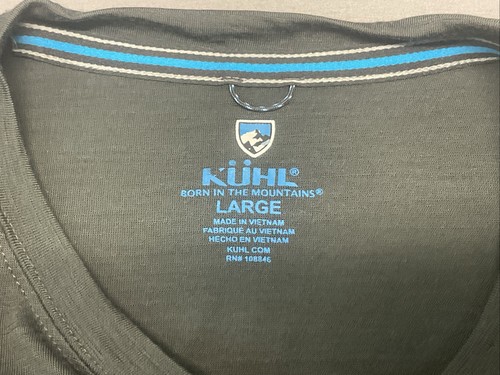 KÜHL®
BORN IN THE MOUNTAINS®
LARGE
MADE IN VIETNAM
FABRIQUÉ AU VIETNAM
HECHO EN VIETNAM
KUHL.COM
RN# 108846